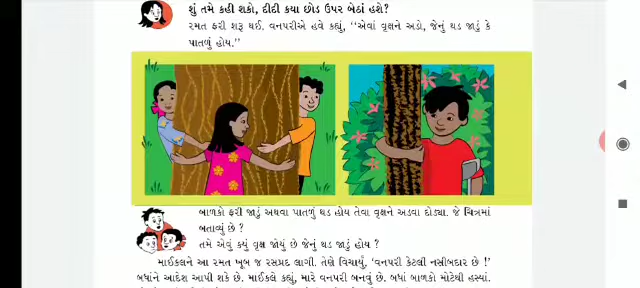 શું તમે કહી શકો, દીદી કયા છોડ ઉપર બેઠાં હશે?
રમત ફરી શરૂ થઈ. વનપરીએ હવે કહ્યું, ‘‘એવાં વૃક્ષને અડો, જેનું થડ જાડું કે
પાતળું હોય.’’
બાળકો ફરી જાડું અથવા પાતળું થડ હોય તેવા વૃક્ષને અડવા દોડ્યા. જે ચિત્રમાં
બતાવ્યું છે ?
તમે એવું કયું વૃક્ષ જોયું છે જેનું થડ જાડું હોય ?
માઈકલને આ રમત ખૂબ જ રસપ્રદ લાગી. તેણે વિચાર્યું, ‘વનપરી કેટલી નસીબદાર છે !’
બધાંને આદેશ આપી શકે છે. માઈકલે કહ્યું, મારે વનપરી બનવું છે. બધાં બાળકો મોટેથી હસ્યાં.